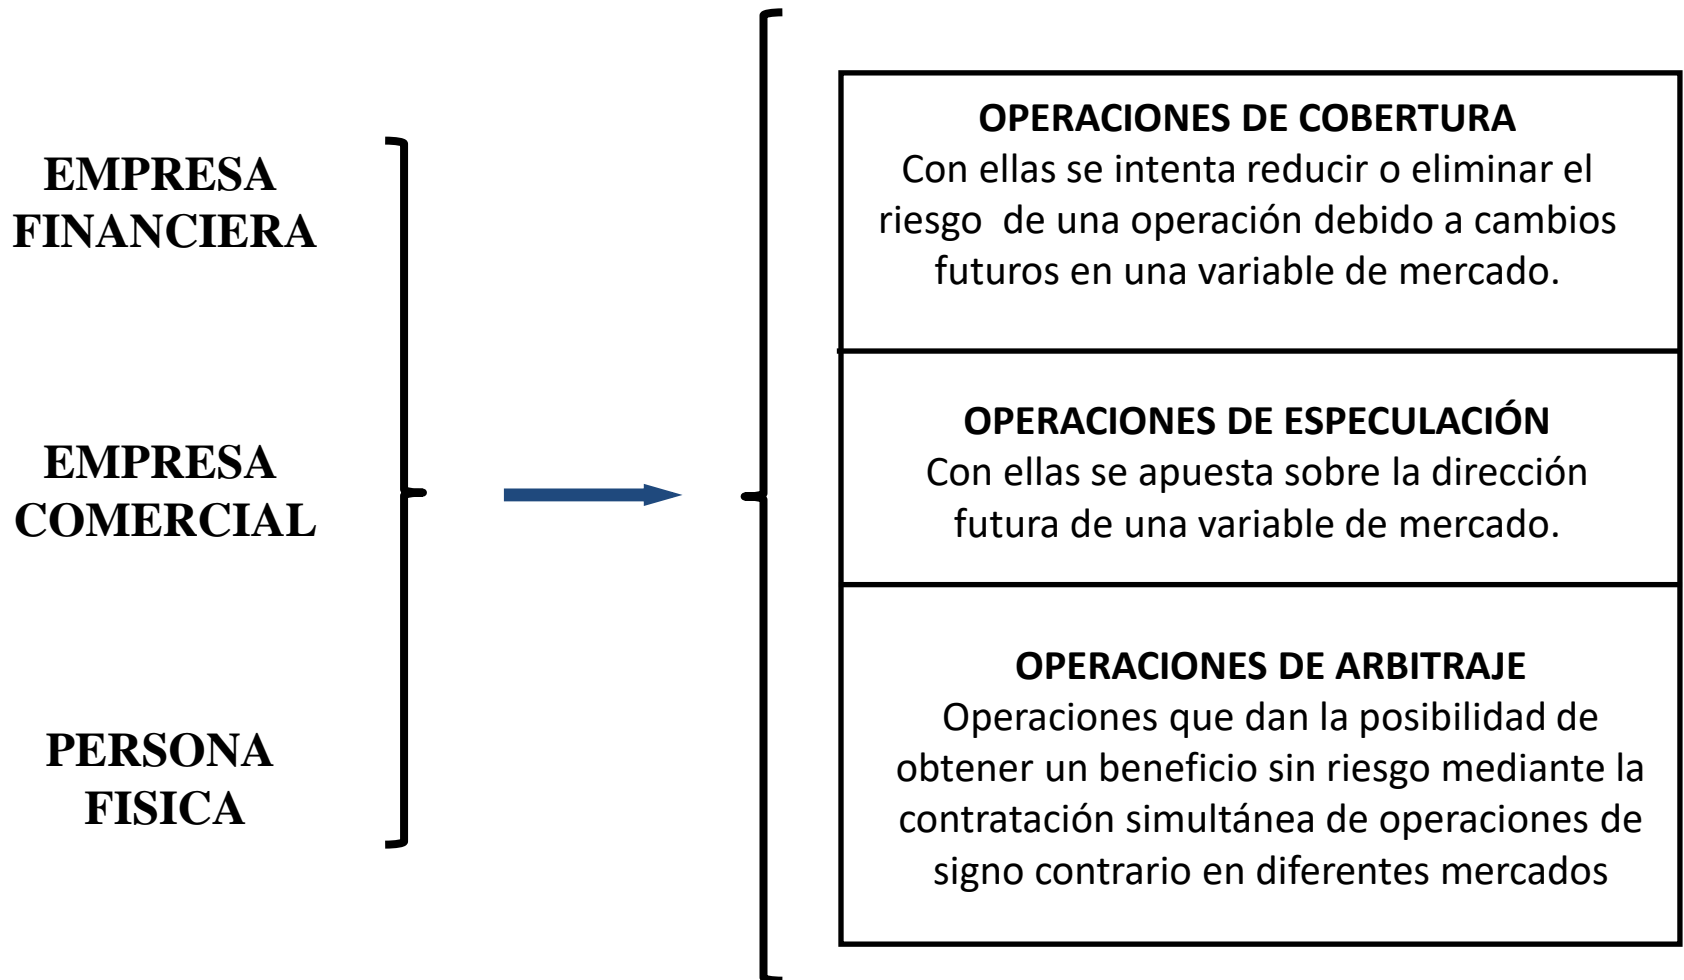 EMPRESA
FINANCIERA
EMPRESA
COMERCIAL
PERSONA
FISICA
OPERACIONES DE COBERTURA
Con ellas se intenta reducir o eliminar el
riesgo de una operación debido a cambios
futuros en una variable de mercado.
OPERACIONES DE ESPECULACIÓN
Con ellas se apuesta sobre la dirección
futura de una variable de mercado.
OPERACIONES DE ARBITRAJE
Operaciones que dan la posibilidad de
obtener un beneficio sin riesgo mediante la
contratación simultánea de operaciones de
signo contrario en diferentes mercados